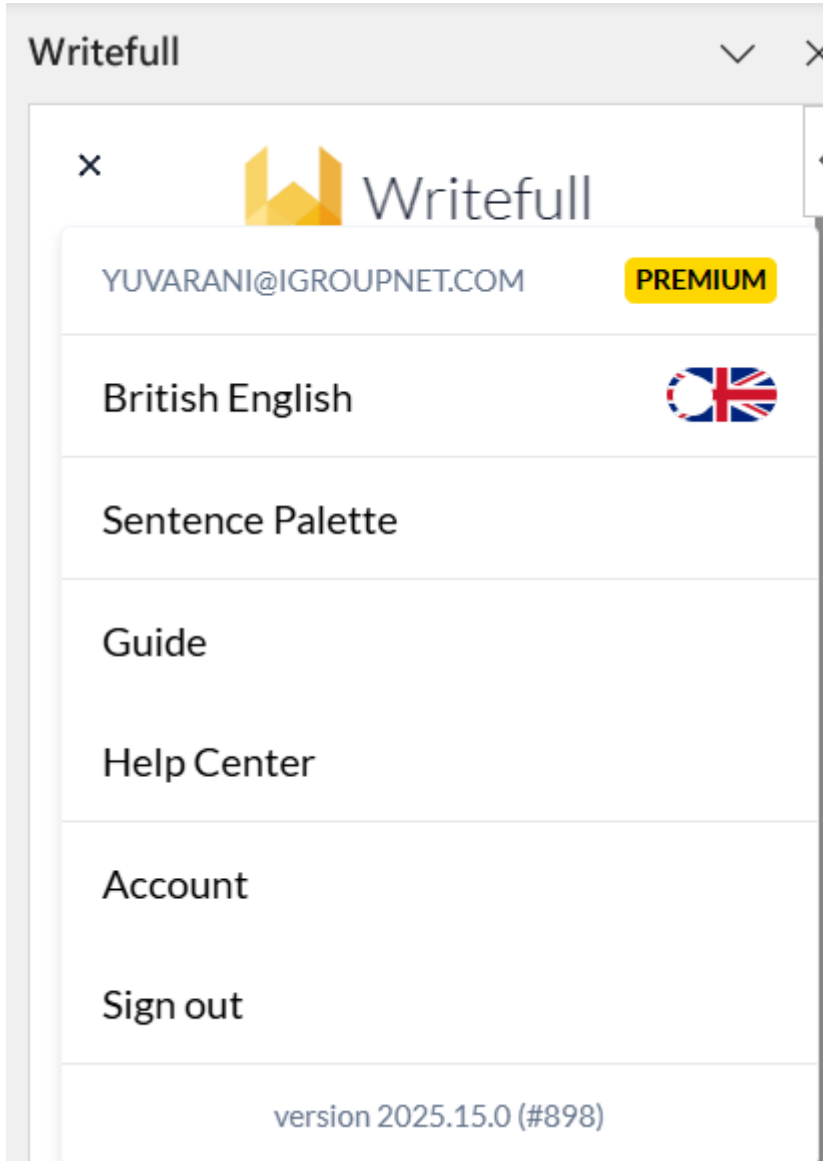 Writefull
Writefull
YUVARANI@IGROUPNET.COM PREMIUM
British English
Sentence Palette
Guide
Help Center
Account
Sign out
version 2025.15.0 (#898)